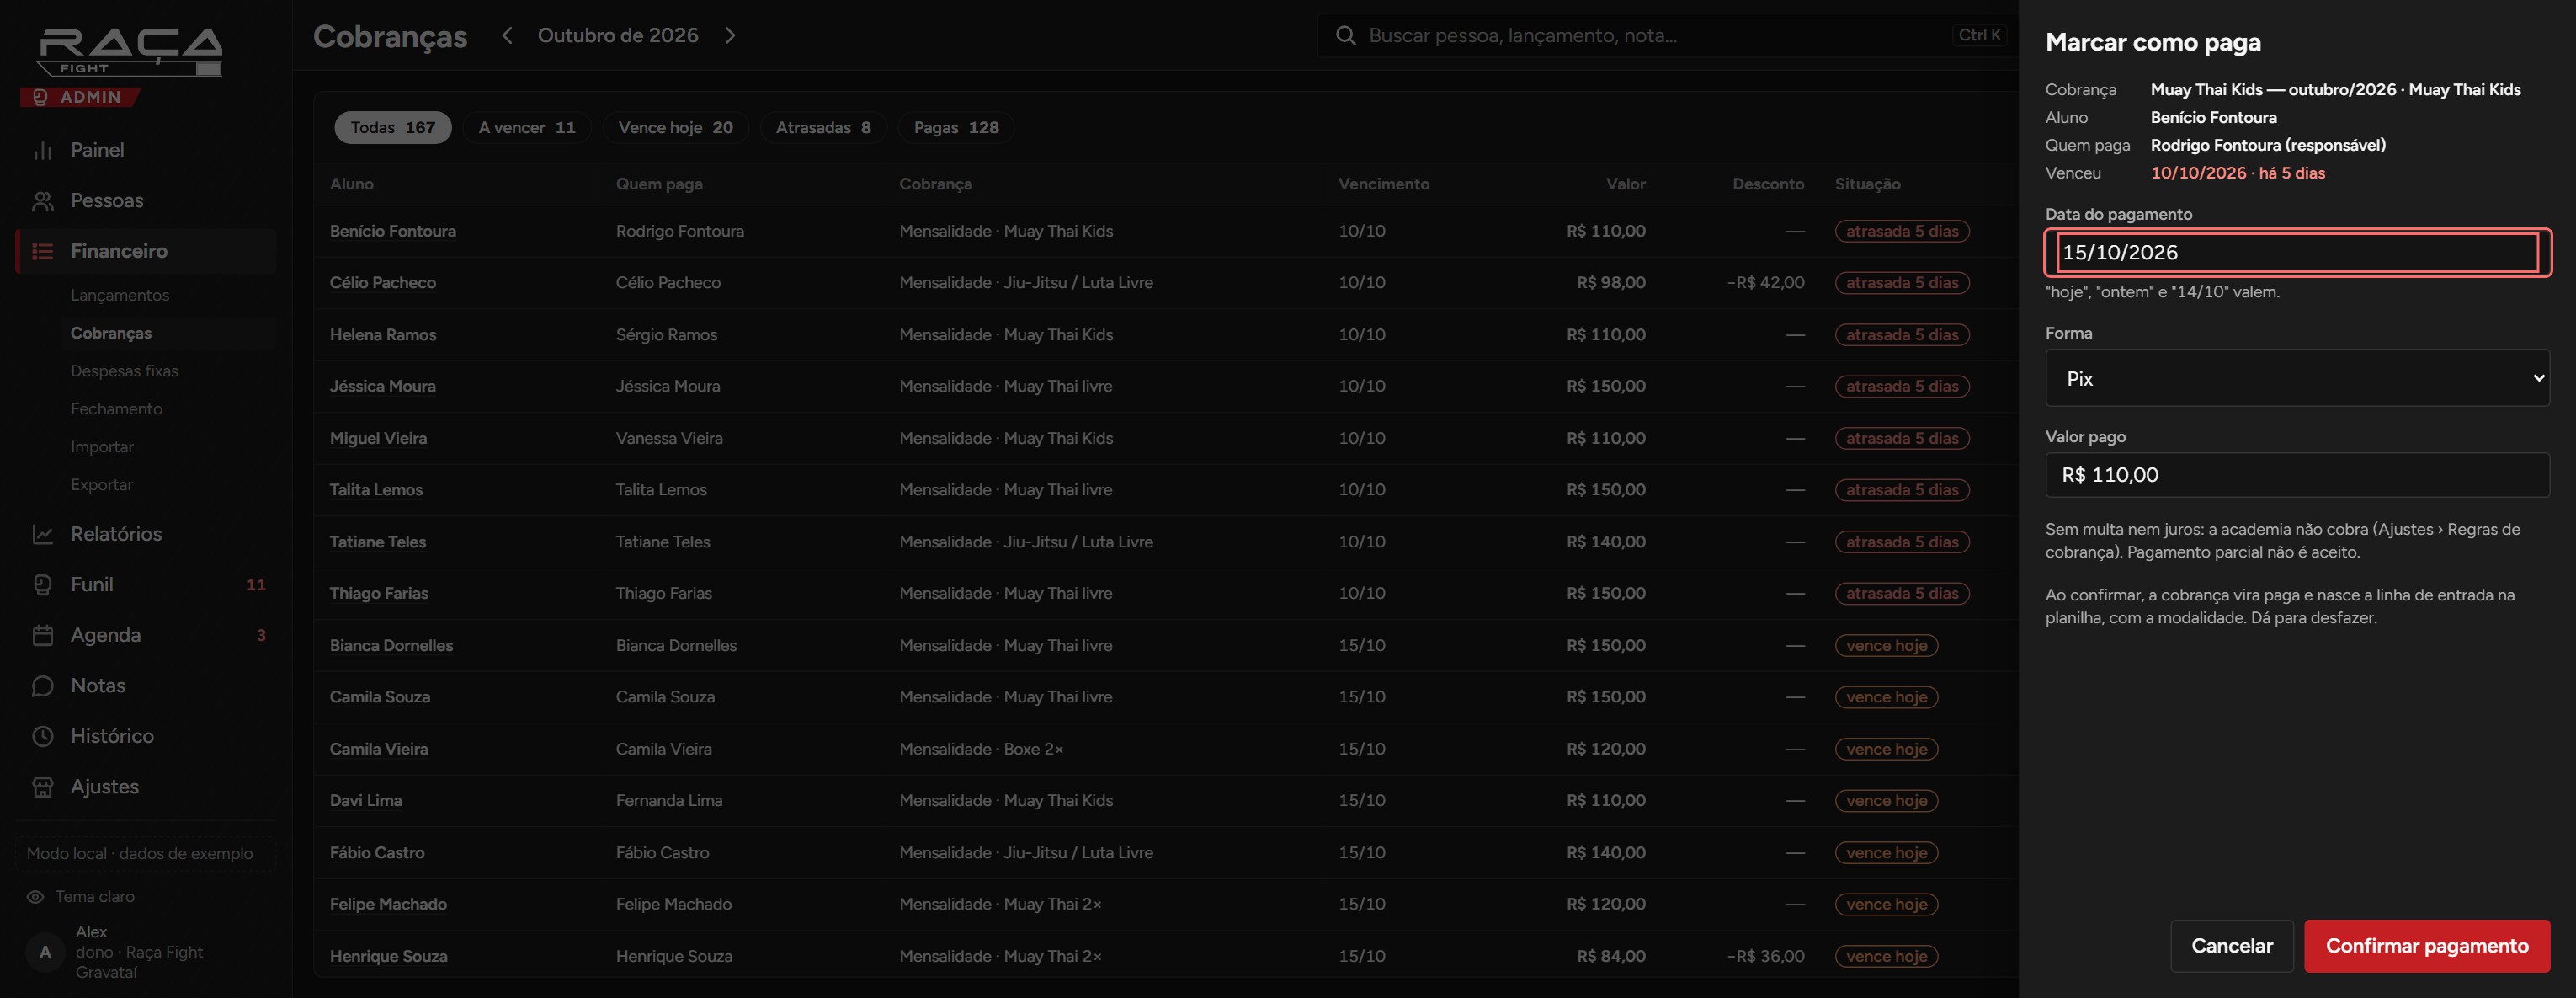 RAÇA
FIGHT
ADMIN
Painel
Pessoas
Financeiro
Lançamentos
Cobranças
Despesas fixas
Fechamento
Importar
Exportar
Relatórios
Funil 11
Agenda 3
Notas
Histórico
Ajustes
Modo local · dados de exemplo
Tema claro
A
Alex
dono · Raça Fight
Gravataí
Cobranças
Outubro de 2026
Buscar pessoa, lançamento, nota...
Ctrl K
Todas 167 A vencer 11 Vence hoje 20 Atrasadas 8 Pagas 128
Aluno Quem paga Cobrança Vencimento Valor Desconto Situação
Benício Fontoura Rodrigo Fontoura Mensalidade · Muay Thai Kids 10/10 R$ 110,00 — atrasada 5 dias
Célio Pacheco Célio Pacheco Mensalidade · Jiu-Jitsu / Luta Livre 10/10 R$ 98,00 −R$ 42,00 atrasada 5 dias
Helena Ramos Sérgio Ramos Mensalidade · Muay Thai Kids 10/10 R$ 110,00 — atrasada 5 dias
Jéssica Moura Jéssica Moura Mensalidade · Muay Thai livre 10/10 R$ 150,00 — atrasada 5 dias
Miguel Vieira Vanessa Vieira Mensalidade · Muay Thai Kids 10/10 R$ 110,00 — atrasada 5 dias
Talita Lemos Talita Lemos Mensalidade · Muay Thai livre 10/10 R$ 150,00 — atrasada 5 dias
Tatiane Teles Tatiane Teles Mensalidade · Jiu-Jitsu / Luta Livre 10/10 R$ 140,00 — atrasada 5 dias
Thiago Farias Thiago Farias Mensalidade · Muay Thai livre 10/10 R$ 150,00 — atrasada 5 dias
Bianca Dornelles Bianca Dornelles Mensalidade · Muay Thai livre 15/10 R$ 150,00 — vence hoje
Camila Souza Camila Souza Mensalidade · Muay Thai livre 15/10 R$ 150,00 — vence hoje
Camila Vieira Camila Vieira Mensalidade · Boxe 2× 15/10 R$ 120,00 — vence hoje
Davi Lima Fernanda Lima Mensalidade · Muay Thai Kids 15/10 R$ 110,00 — vence hoje
Fábio Castro Fábio Castro Mensalidade · Jiu-Jitsu / Luta Livre 15/10 R$ 140,00 — vence hoje
Felipe Machado Felipe Machado Mensalidade · Muay Thai 2× 15/10 R$ 120,00 — vence hoje
Henrique Souza Henrique Souza Mensalidade · Muay Thai 2× 15/10 R$ 84,00 −R$ 36,00 vence hoje
Marcar como paga
Cobrança Muay Thai Kids — outubro/2026 · Muay Thai Kids
Aluno Benício Fontoura
Quem paga Rodrigo Fontoura (responsável)
Venceu 10/10/2026 · há 5 dias
Data do pagamento
15/10/2026
"hoje", "ontem" e "14/10" valem.
Forma
Pix
Valor pago
R$ 110,00
Sem multa nem juros: a academia não cobra (Ajustes › Regras de
cobrança). Pagamento parcial não é aceito.
Ao confirmar, a cobrança vira paga e nasce a linha de entrada na
planilha, com a modalidade. Dá para desfazer.
Cancelar
Confirmar pagamento